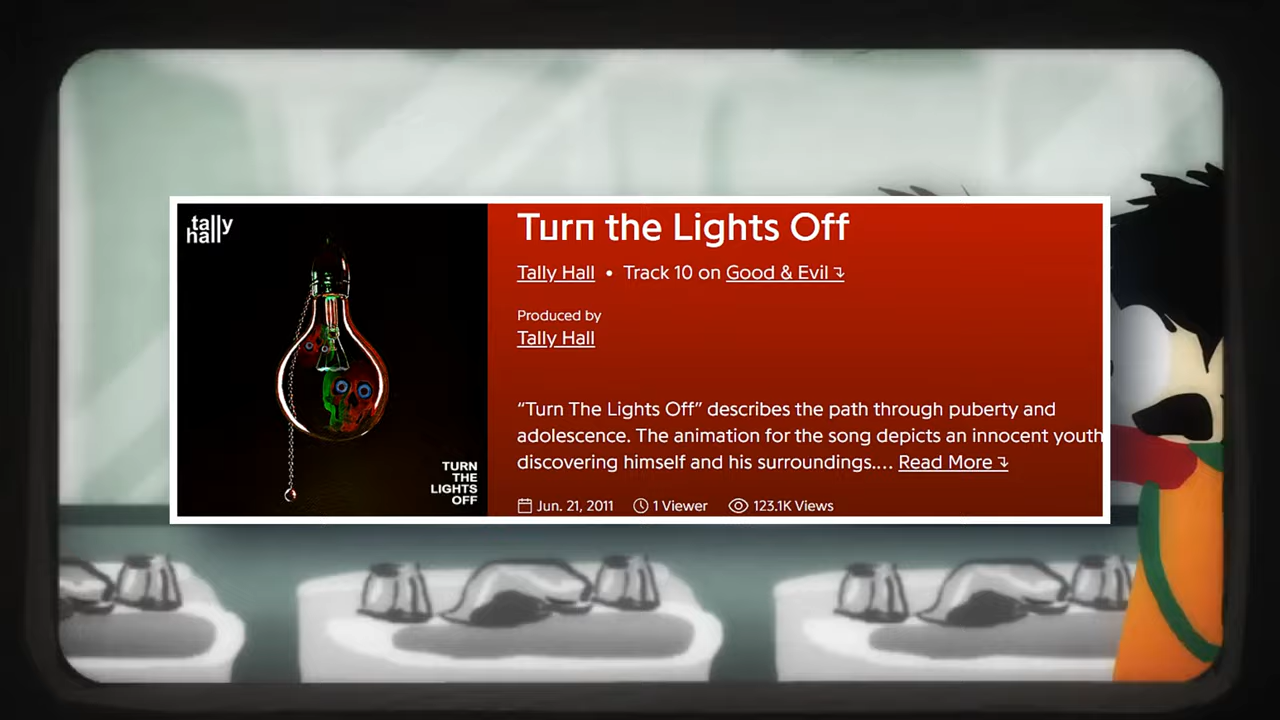 tally
hall
TURN
THE
LIGHTS
OFF
Turn the Lights Off
Tally Hall • Track 10 on Good & Evil
Produced by
Tally Hall
“Turn The Lights Off” describes the path through puberty and
adolescence. The animation for the song depicts an innocent youth
discovering himself and his surroundings.… Read More
Jun. 21, 2011 1 Viewer 123.1K Views